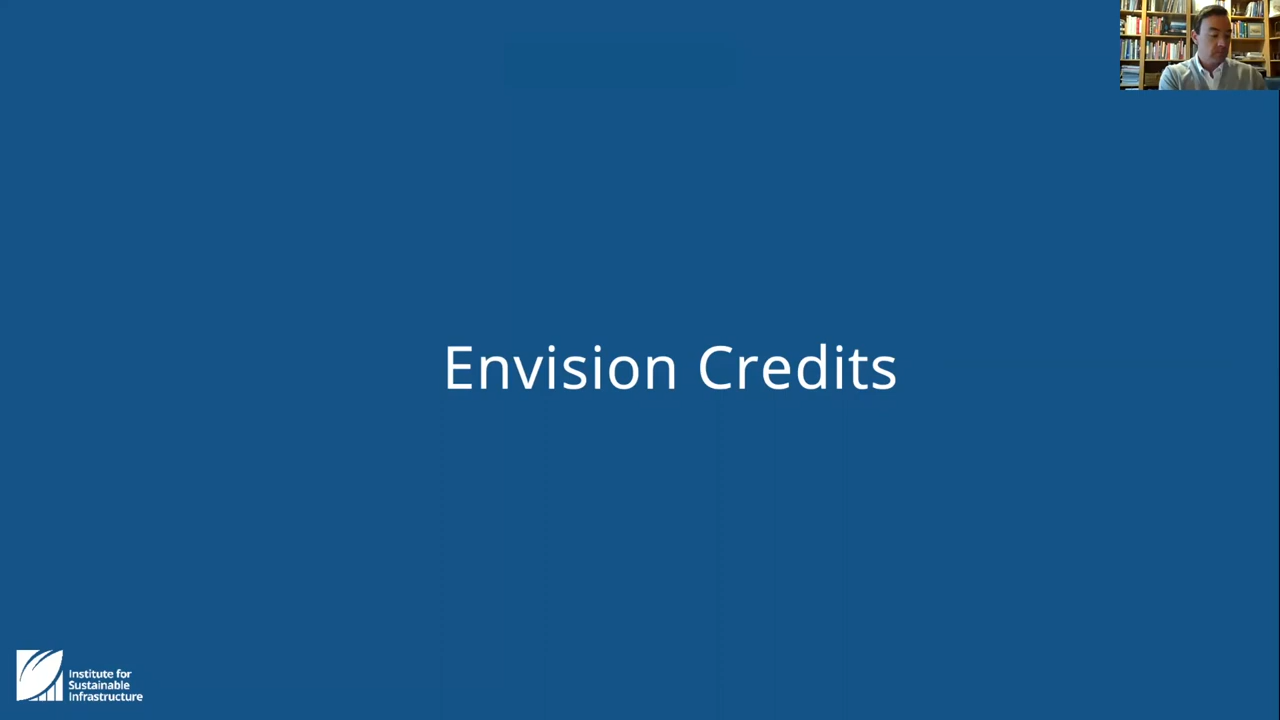 Envision Credits
Institute for
Sustainable
Infrastructure